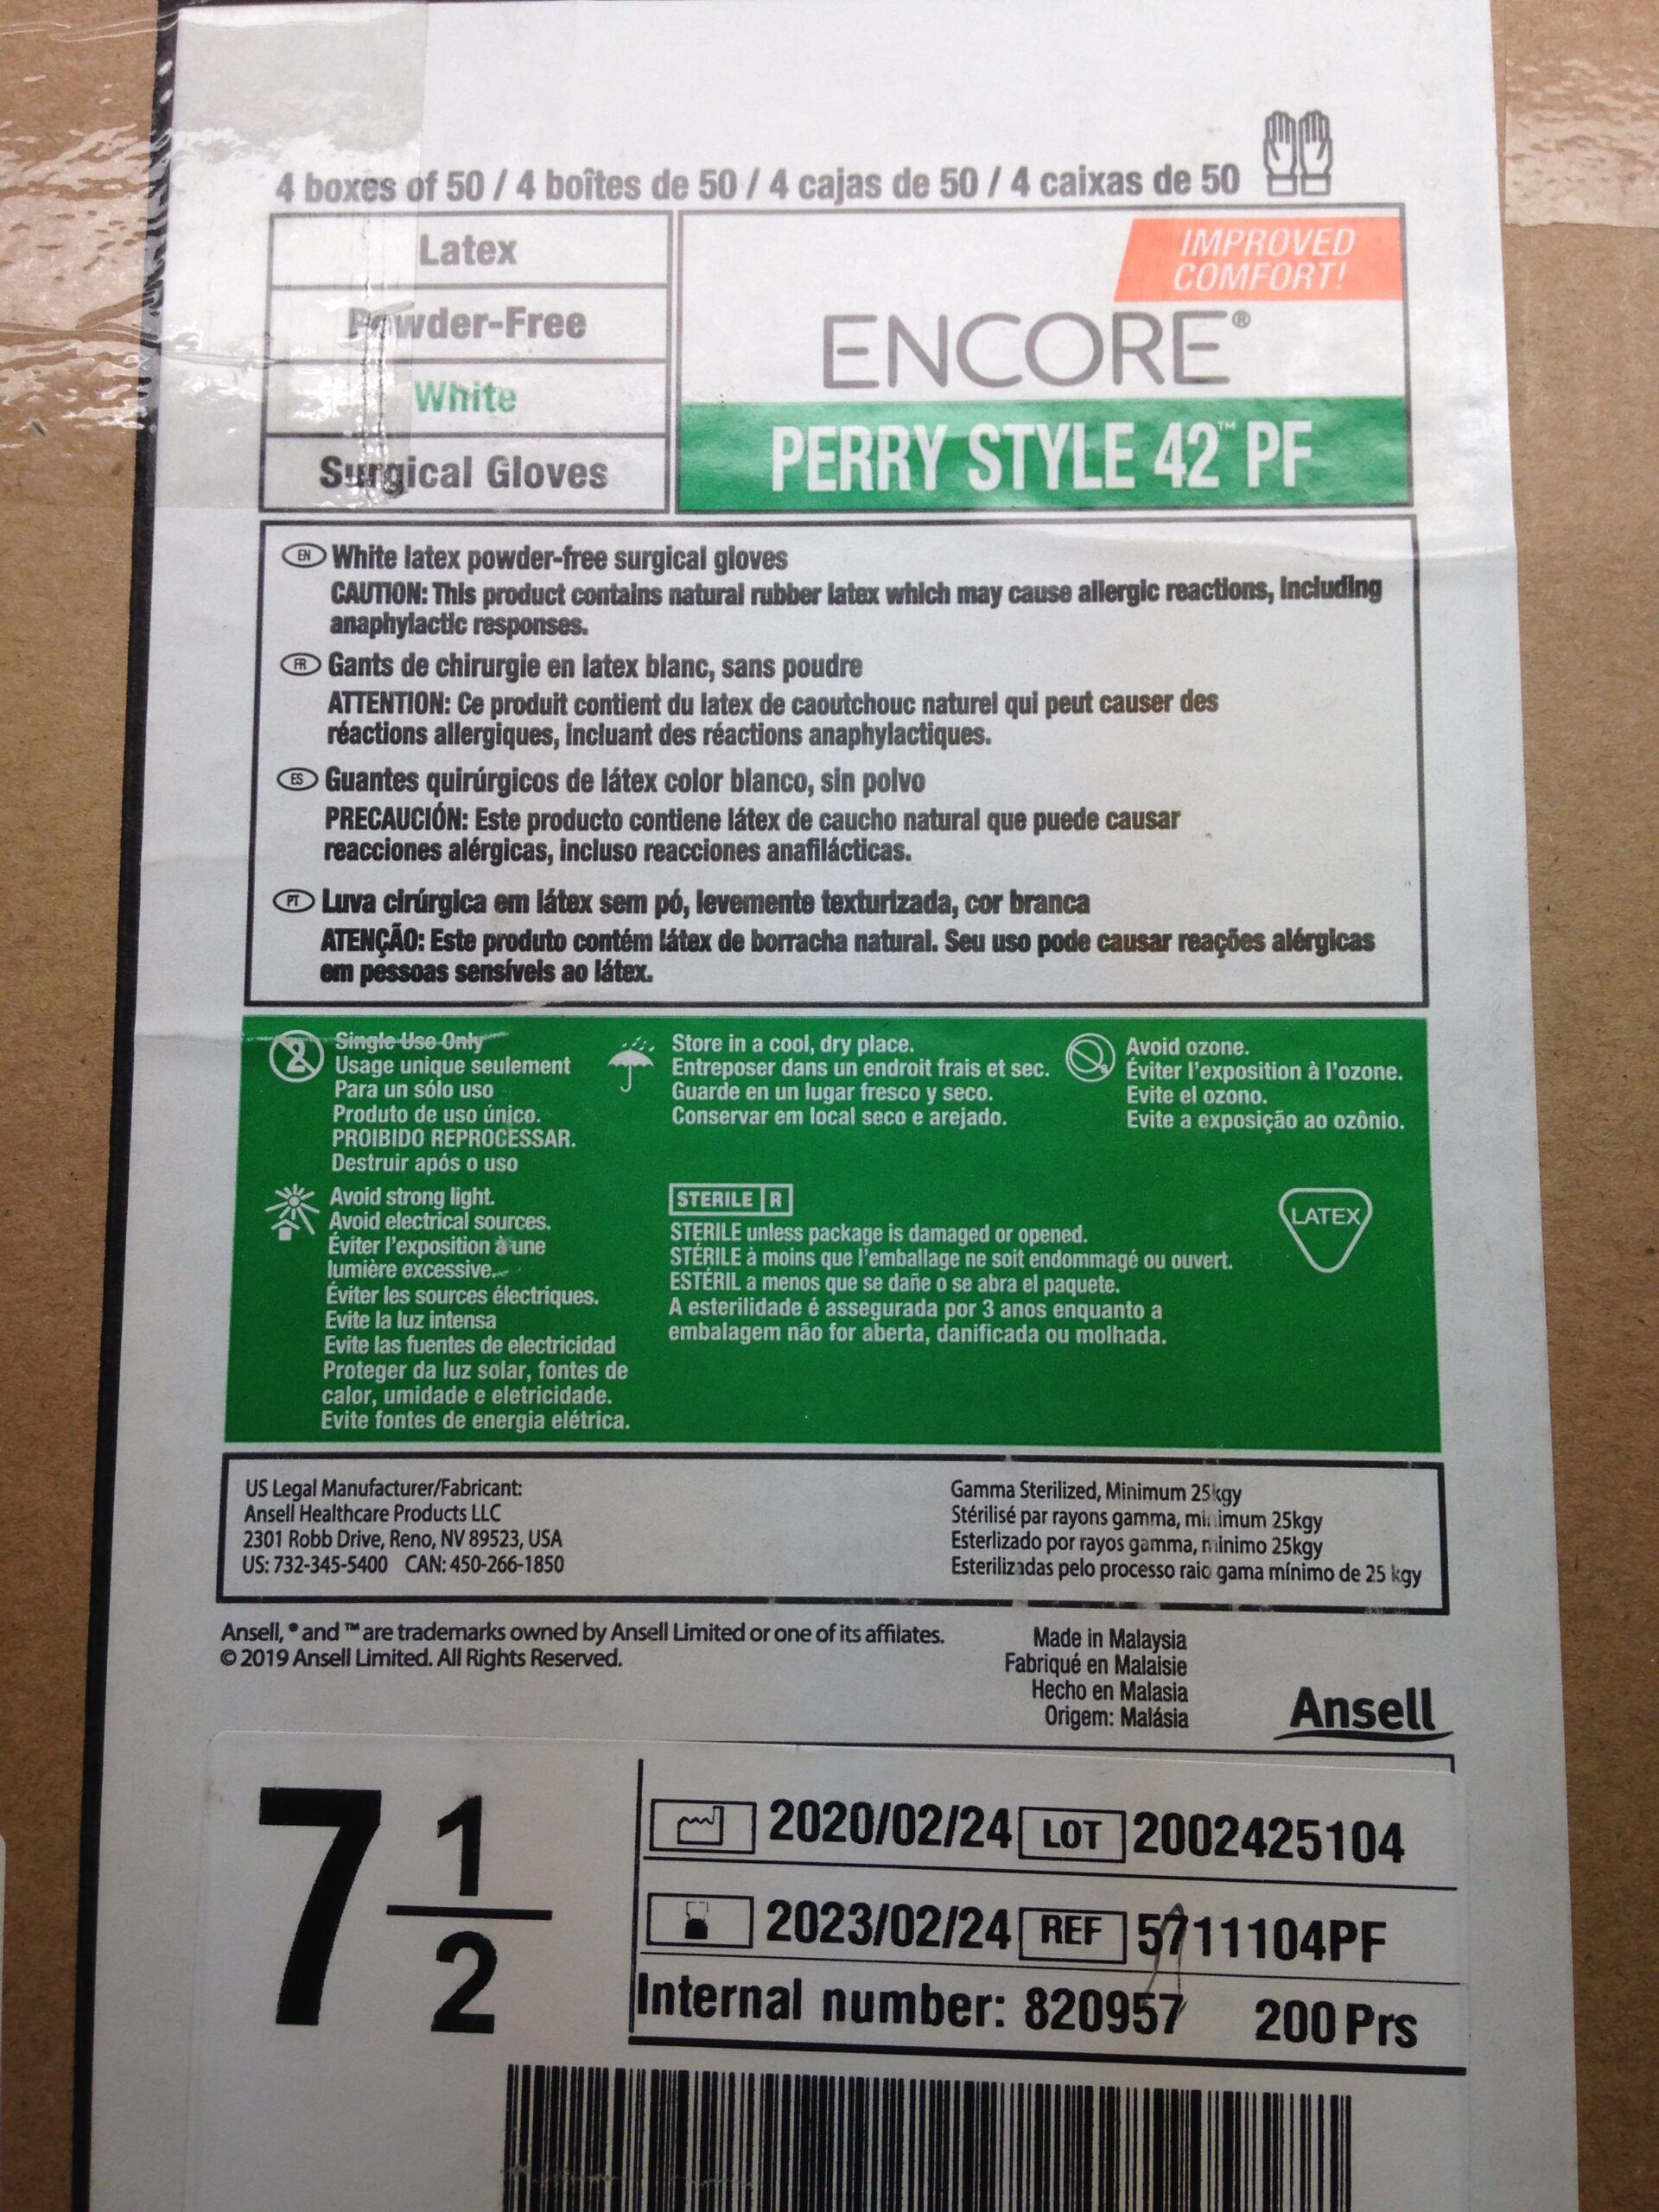 4 boxes of 50 / 4 boîtes de 50 / 4 cajas de 50 / 4 caixas de 50
Latex
Powder-Free
White
Surgical Gloves
IMPROVED
COMFORT!
ENCORE®
PERRY STYLE 42™ PF
EN White latex powder-free surgical gloves
CAUTION: This product contains natural rubber latex which may cause allergic reactions, including
anaphylactic responses.
FR Gants de chirurgie en latex blanc, sans poudre
ATTENTION: Ce produit contient du latex de caoutchouc naturel qui peut causer des
réactions allergiques, incluant des réactions anaphylactiques.
ES Guantes quirúrgicos de látex color blanco, sin polvo
PRECAUCIÓN: Este producto contiene látex de caucho natural que puede causar
reacciones alérgicas, incluso reacciones anafilácticas.
PT Luva cirúrgica em látex sem pó, levemente texturizada, cor branca
ATENÇÃO: Este produto contém látex de borracha natural. Seu uso pode causar reações alérgicas
em pessoas sensíveis ao látex.
2
Single Use Only
Usage unique seulement
Para un sólo uso
Produto de uso único.
PROIBIDO REPROCESSAR.
Destruir após o uso
Store in a cool, dry place.
Entreposer dans un endroit frais et sec.
Guarde en un lugar fresco y seco.
Conservar em local seco e arejado.
Avoid ozone.
Éviter l'exposition à l'ozone.
Evite el ozono.
Evite a exposição ao ozônio.
Avoid strong light.
Avoid electrical sources.
Éviter l'exposition à une
lumière excessive.
Éviter les sources électriques.
Evite la luz intensa
Evite las fuentes de electricidad
Proteger da luz solar, fontes de
calor, umidade e eletricidade.
Evite fontes de energia elétrica.
STERILE R
STERILE unless package is damaged or opened.
STÉRILE à moins que l'emballage ne soit endommagé ou ouvert.
ESTÉRIL a menos que se dañe o se abra el paquete.
A esterilidade é assegurada por 3 anos enquanto a
embalagem não for aberta, danificada ou molhada.
LATEX
US Legal Manufacturer/Fabricant:
Ansell Healthcare Products LLC
2301 Robb Drive, Reno, NV 89523, USA
US: 732-345-5400 CAN: 450-266-1850
Gamma Sterilized, Minimum 25kgy
Stérilisé par rayons gamma, minimum 25kgy
Esterlizado por rayos gamma, minimo 25kgy
Esterilizadas pelo processo raio gama mínimo de 25 kgy
Ansell, ® and ™ are trademarks owned by Ansell Limited or one of its affilates.
© 2019 Ansell Limited. All Rights Reserved.
Made in Malaysia
Fabriqué en Malaisie
Hecho en Malasia
Origem: Malásia
Ansell
7 1/2
2020/02/24 LOT 2002425104
2023/02/24 REF 5711104PF
Internal number: 820957 200 Prs